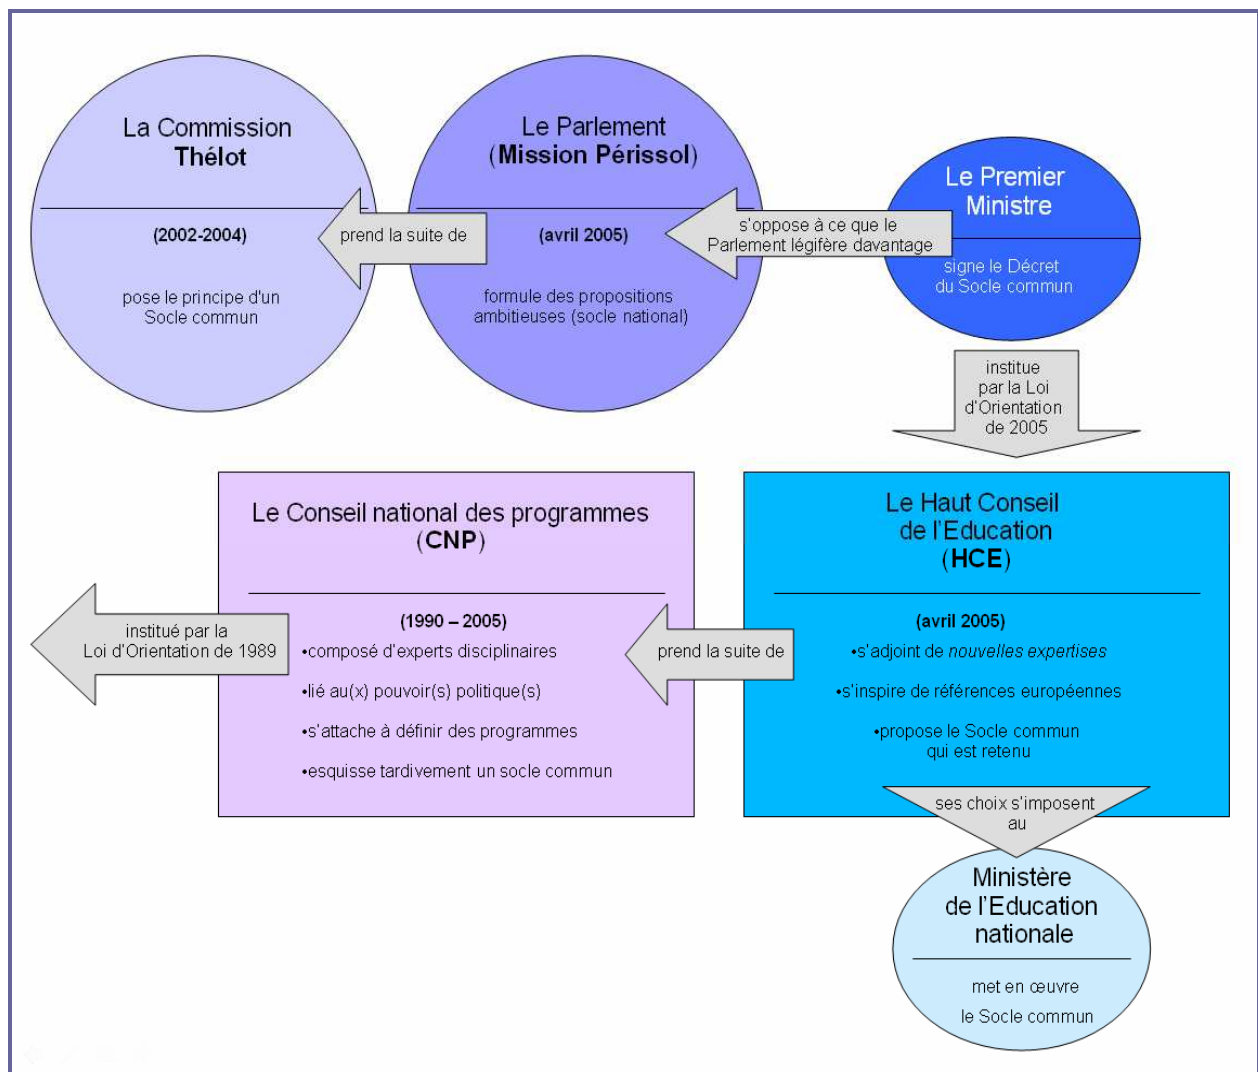 La Commission
Thélot
(2002-2004)
pose le principe d'un
Socle commun
prend la suite de
Le Parlement
(Mission Périssol)
(avril 2005)
formule des propositions
ambitieuses (socle national)
s'oppose à ce que le
Parlement légifère davantage
Le Premier
Ministre
signe le Décret
du Socle commun
institue
par la Loi
d'Orientation
de 2005
institué par la
Loi d'Orientation de 1989
Le Conseil national des programmes
(CNP)
(1990 – 2005)
•composé d'experts disciplinaires
•lié au(x) pouvoir(s) politique(s)
•s'attache à définir des programmes
•esquisse tardivement un socle commun
prend la suite de
Le Haut Conseil
de l'Education
(HCE)
(avril 2005)
•s'adjoint de nouvelles expertises
•s'inspire de références européennes
•propose le Socle commun
qui est retenu
ses choix s'imposent
au
Ministère
de l'Education
nationale
met en œuvre
le Socle commun